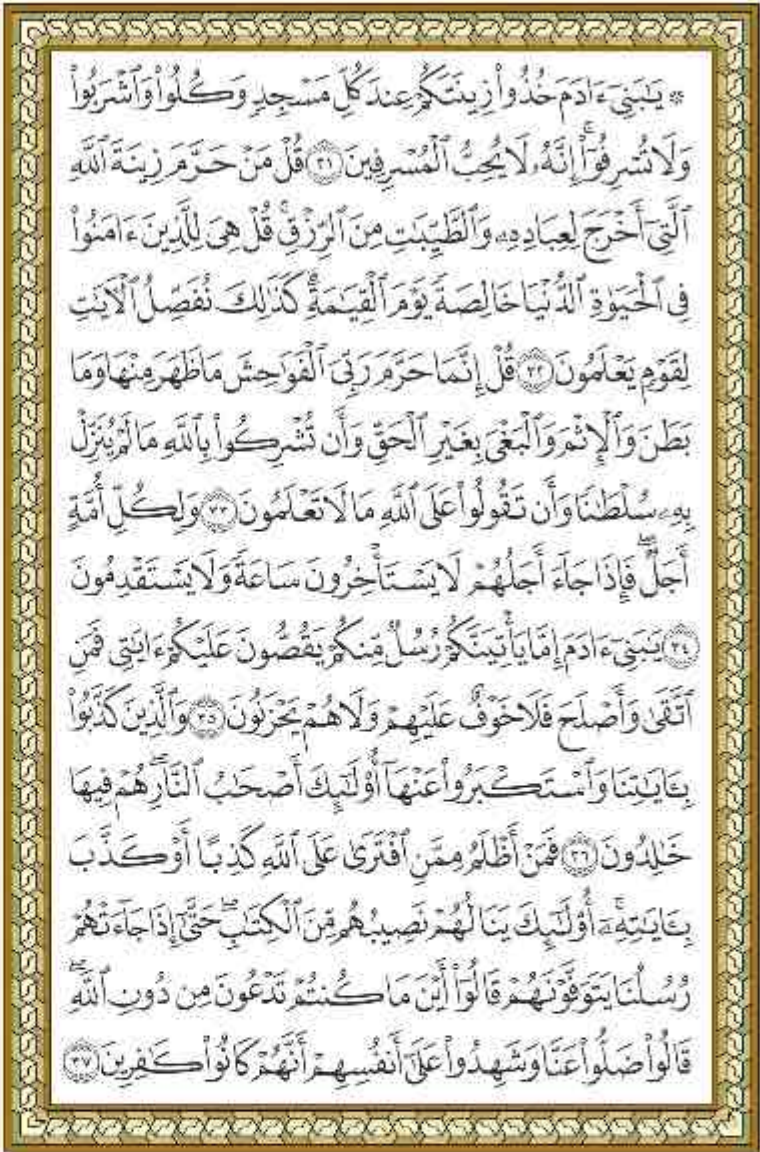 ۞ يَٰبَنِىٓ ءَادَمَ خُذُوا۟ زِينَتَكُمْ عِندَ كُلِّ مَسْجِدٍ وَكُلُوا۟ وَٱشْرَبُوا۟
وَلَا تُسْرِفُوٓا۟ ۚ إِنَّهُۥ لَا يُحِبُّ ٱلْمُسْرِفِينَ ٣١ قُلْ مَنْ حَرَّمَ زِينَةَ ٱللَّهِ
ٱلَّتِىٓ أَخْرَجَ لِعِبَادِهِۦ وَٱلطَّيِّبَٰتِ مِنَ ٱلرِّزْقِ ۚ قُلْ هِىَ لِلَّذِينَ ءَامَنُوا۟
فِى ٱلْحَيَوٰةِ ٱلدُّنْيَا خَالِصَةً يَوْمَ ٱلْقِيَٰمَةِ ۗ كَذَٰلِكَ نُفَصِّلُ ٱلْءَايَٰتِ
لِقَوْمٍ يَعْلَمُونَ ٣٢ قُلْ إِنَّمَا حَرَّمَ رَبِّىَ ٱلْفَوَٰحِشَ مَا ظَهَرَ مِنْهَا وَمَا
بَطَنَ وَٱلْإِثْمَ وَٱلْبَغْىَ بِغَيْرِ ٱلْحَقِّ وَأَن تُشْرِكُوا۟ بِٱللَّهِ مَا لَمْ يُنَزِّلْ
بِهِۦ سُلْطَٰنًا وَأَن تَقُولُوا۟ عَلَى ٱللَّهِ مَا لَا تَعْلَمُونَ ٣٣ وَلِكُلِّ أُمَّةٍ
أَجَلٌ ۖ فَإِذَا جَآءَ أَجَلُهُمْ لَا يَسْتَأْخِرُونَ سَاعَةً ۖ وَلَا يَسْتَقْدِمُونَ
٣٤ يَٰبَنِىٓ ءَادَمَ إِمَّا يَأْتِيَنَّكُمْ رُسُلٌ مِّنكُمْ يَقُصُّونَ عَلَيْكُمْ ءَايَٰتِى فَمَنِ
ٱتَّقَىٰ وَأَصْلَحَ فَلَا خَوْفٌ عَلَيْهِمْ وَلَا هُمْ يَحْزَنُونَ ٣٥ وَٱلَّذِينَ كَذَّبُوا۟
بِـَٔايَٰتِنَا وَٱسْتَكْبَرُوا۟ عَنْهَآ أُو۟لَٰٓئِكَ أَصْحَٰبُ ٱلنَّارِ ۖ هُمْ فِيهَا
خَٰلِدُونَ ٣٦ فَمَنْ أَظْلَمُ مِمَّنِ ٱفْتَرَىٰ عَلَى ٱللَّهِ كَذِبًا أَوْ كَذَّبَ
بِـَٔايَٰتِهِۦٓ ۚ أُو۟لَٰٓئِكَ يَنَالُهُمْ نَصِيبُهُم مِّنَ ٱلْكِتَٰبِ ۖ حَتَّىٰٓ إِذَا جَآءَتْهُمْ
رُسُلُنَا يَتَوَفَّوْنَهُمْ قَالُوٓا۟ أَيْنَ مَا كُنتُمْ تَدْعُونَ مِن دُونِ ٱللَّهِ ۖ
قَالُوا۟ ضَلُّوا۟ عَنَّا وَشَهِدُوا۟ عَلَىٰٓ أَنفُسِهِمْ أَنَّهُمْ كَانُوا۟ كَٰفِرِينَ ٣٧